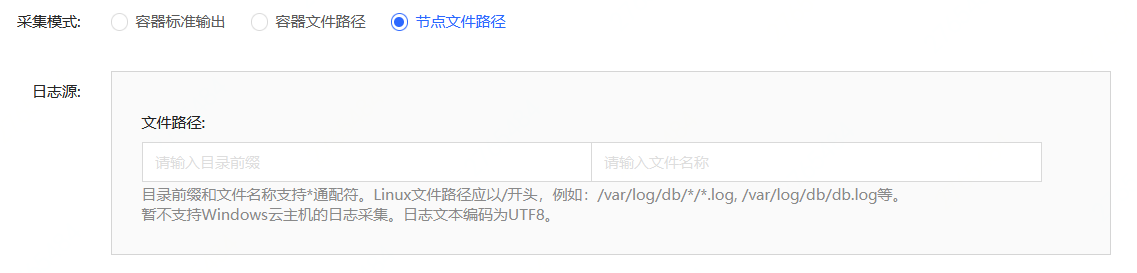 采集模式: 容器标准输出 容器文件路径 节点文件路径
日志源:
文件路径:
请输入目录前缀 请输入文件名称
目录前缀和文件名称支持*通配符。Linux文件路径应以/开头，例如：/var/log/db/*/*.log, /var/log/db/db.log等。
暂不支持Windows云主机的日志采集。日志文本编码为UTF8。